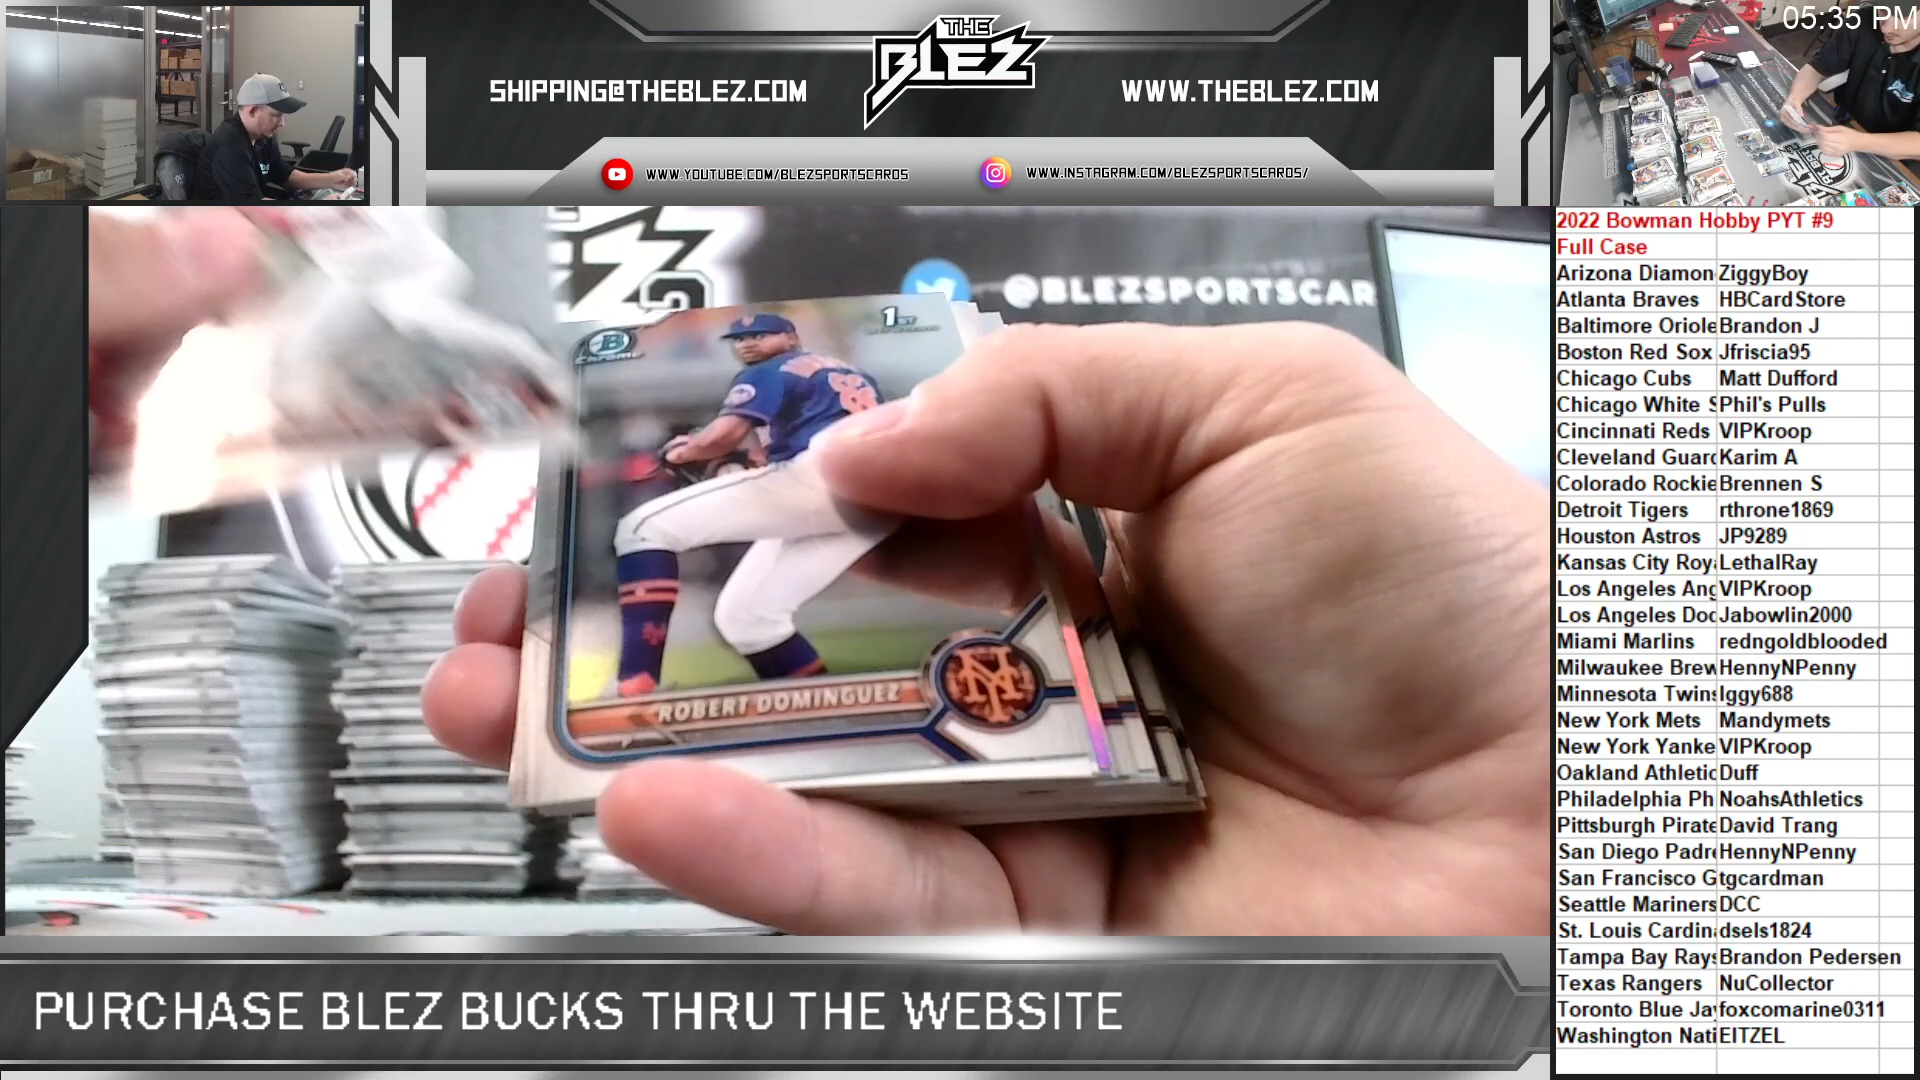 05:35 PM
THE
BLEZ
SHIPPING@THEBLEZ.COM
WWW.THEBLEZ.COM
WWW.YOUTUBE.COM/BLEZSPORTSCARDS
WWW.INSTAGRAM.COM/BLEZSPORTSCARDS/
@BLEZSPORTSCAR
B
Chrome
1ST
ROBERT DOMINGUEZ
PURCHASE BLEZ BUCKS THRU THE WEBSITE
2022 Bowman Hobby PYT #9
Full Case
Arizona Diamon ZiggyBoy
Atlanta Braves HBCardStore
Baltimore Oriole Brandon J
Boston Red Sox Jfriscia95
Chicago Cubs Matt Dufford
Chicago White S Phil's Pulls
Cincinnati Reds VIPKroop
Cleveland Guard Karim A
Colorado Rockie Brennen S
Detroit Tigers rthrone1869
Houston Astros JP9289
Kansas City Roya LethalRay
Los Angeles Ang VIPKroop
Los Angeles Dod Jabowlin2000
Miami Marlins redngoldblooded
Milwaukee Brew HennyNPenny
Minnesota Twins Iggy688
New York Mets Mandymets
New York Yanke VIPKroop
Oakland Athletic Duff
Philadelphia Ph NoahsAthletics
Pittsburgh Pirate David Trang
San Diego Padre HennyNPenny
San Francisco G tgcardman
Seattle Mariners DCC
St. Louis Cardina dsels1824
Tampa Bay Rays Brandon Pedersen
Texas Rangers NuCollector
Toronto Blue Jay foxcomarine0311
Washington Nati EITZEL